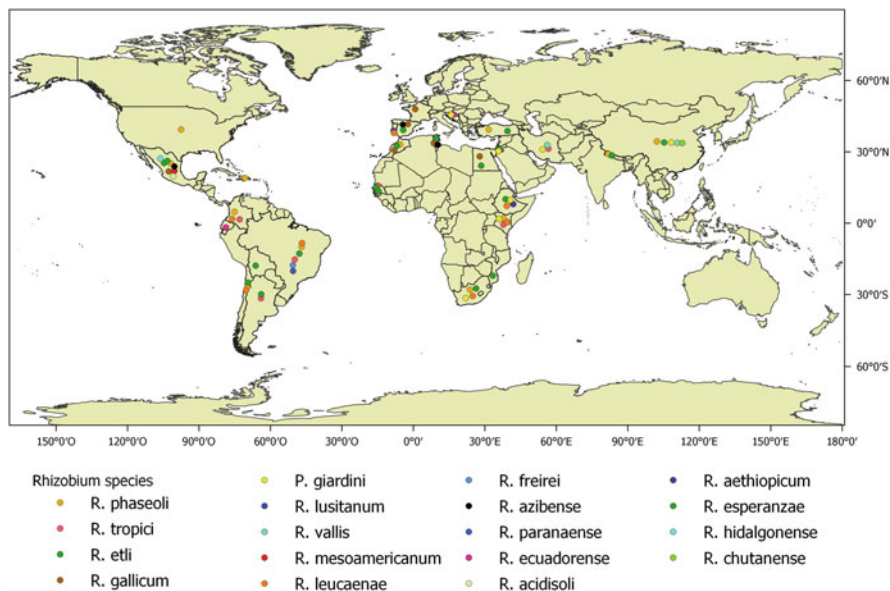 60°0'N
30°0'N
0°0'
30°0'S
60°0'S
150°0'O
120°0'O
90°0'O
60°0'O
30°0'O
0°0'
30°0'E
60°0'E
90°0'E
120°0'E
150°0'E
180°0'
Rhizobium species
R. phaseoli
R. tropici
R. etli
R. gallicum
P. giardini
R. lusitanum
R. vallis
R. mesoamericanum
R. leucaenae
R. freirei
R. azibense
R. paranaense
R. ecuadorense
R. acidisoli
R. aethiopicum
R. esperanzae
R. hidalgonense
R. chutanense